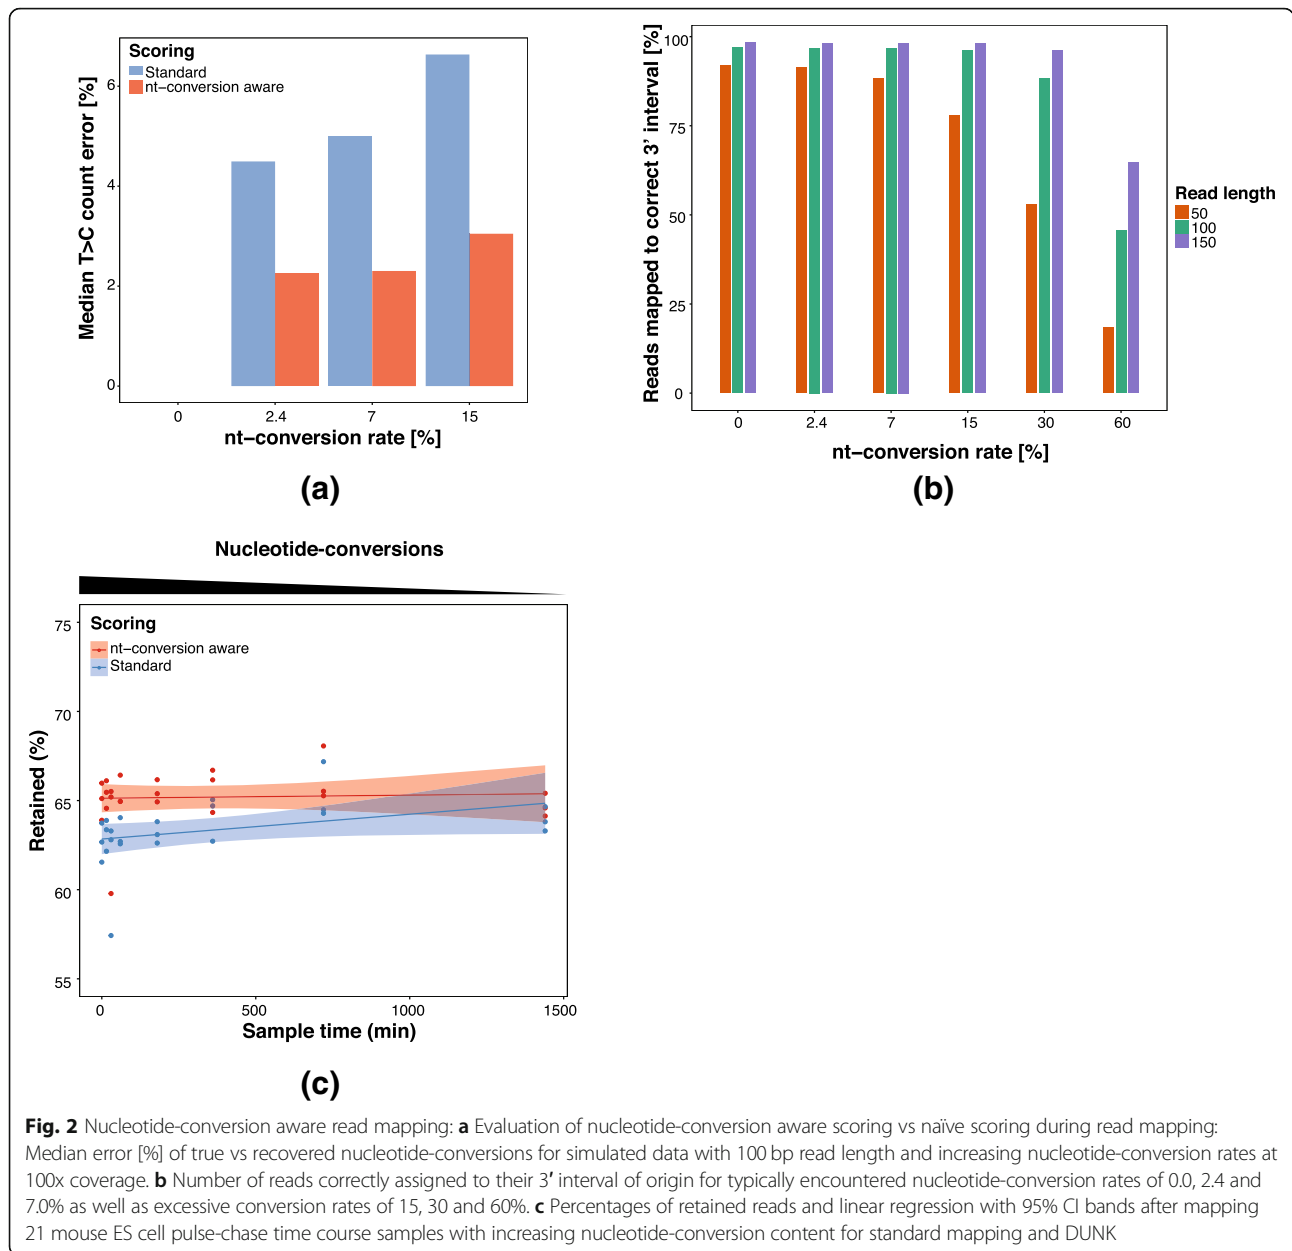 Scoring
Standard
nt−conversion aware
Median T>C count error [%]
6
4
2
0
0
2.4
7
15
nt−conversion rate [%]
(a)
Reads mapped to correct 3' interval [%]
100
75
50
25
0
0
2.4
7
15
30
60
nt−conversion rate [%]
Read length
50
100
150
(b)
Nucleotide-conversions
Scoring
nt−conversion aware
Standard
Retained (%)
75
70
65
60
55
0
500
1000
1500
Sample time (min)
(c)
Fig. 2 Nucleotide-conversion aware read mapping: a Evaluation of nucleotide-conversion aware scoring vs naïve scoring during read mapping:
Median error [%] of true vs recovered nucleotide-conversions for simulated data with 100 bp read length and increasing nucleotide-conversion rates at
100x coverage. b Number of reads correctly assigned to their 3′ interval of origin for typically encountered nucleotide-conversion rates of 0.0, 2.4 and
7.0% as well as excessive conversion rates of 15, 30 and 60%. c Percentages of retained reads and linear regression with 95% CI bands after mapping
21 mouse ES cell pulse-chase time course samples with increasing nucleotide-conversion content for standard mapping and DUNK